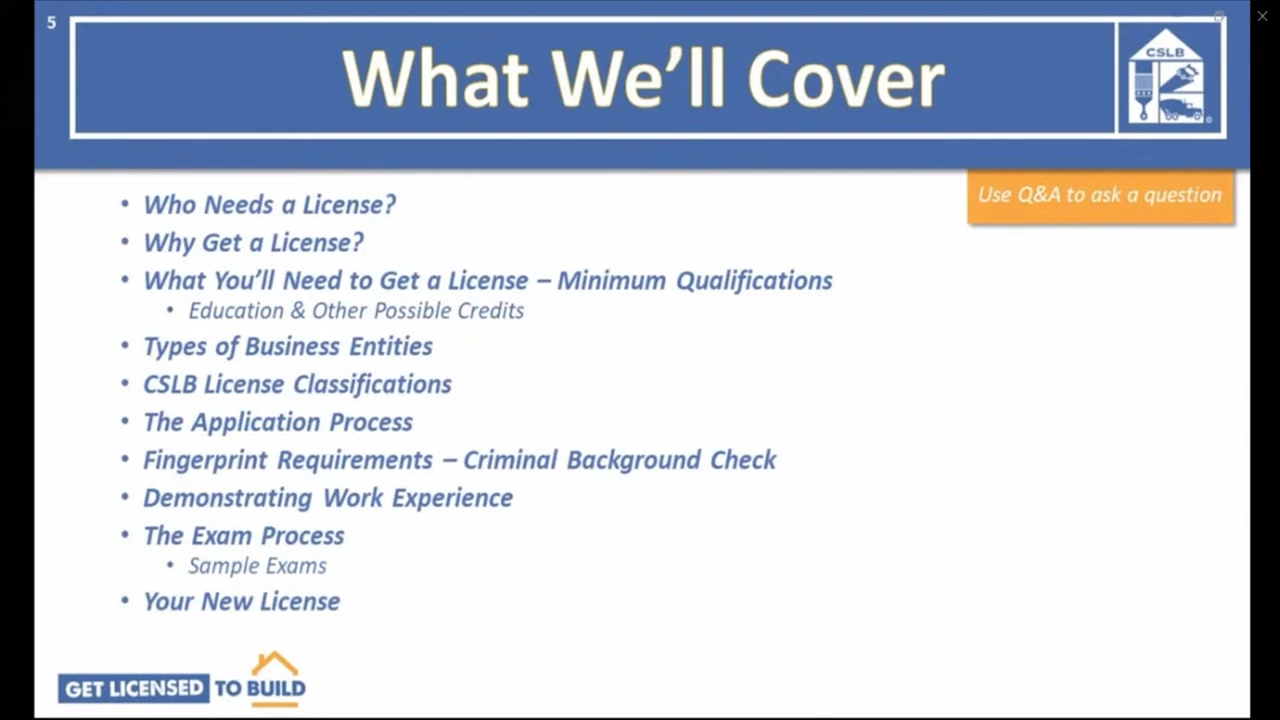 5
What We'll Cover
CSLB
Use Q&A to ask a question
• Who Needs a License?
• Why Get a License?
• What You'll Need to Get a License – Minimum Qualifications
• Education & Other Possible Credits
• Types of Business Entities
• CSLB License Classifications
• The Application Process
• Fingerprint Requirements – Criminal Background Check
• Demonstrating Work Experience
• The Exam Process
• Sample Exams
• Your New License
GET LICENSED TO BUILD